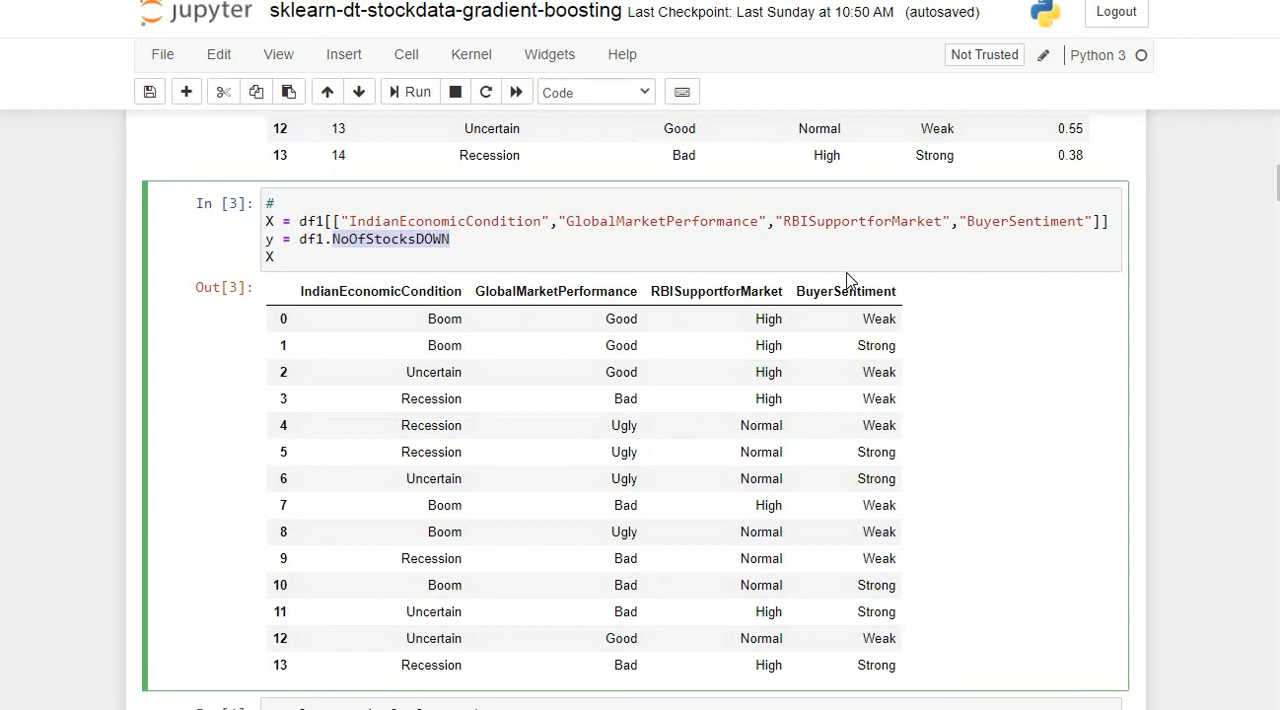 jupyter sklearn-dt-stockdata-gradient-boosting Last Checkpoint: Last Sunday at 10:50 AM (autosaved) Logout
File Edit View Insert Cell Kernel Widgets Help Not Trusted Python 3
Run Code
12 13 Uncertain Good Normal Weak 0.55
13 14 Recession Bad High Strong 0.38
In [3]: #
X = df1[["IndianEconomicCondition","GlobalMarketPerformance","RBISupportforMarket","BuyerSentiment"]]
y = df1.NoOfStocksDOWN
X
Out[3]: IndianEconomicCondition GlobalMarketPerformance RBISupportforMarket BuyerSentiment
0 Boom Good High Weak
1 Boom Good High Strong
2 Uncertain Good High Weak
3 Recession Bad High Weak
4 Recession Ugly Normal Weak
5 Recession Ugly Normal Strong
6 Uncertain Ugly Normal Strong
7 Boom Bad High Weak
8 Boom Ugly Normal Weak
9 Recession Bad Normal Weak
10 Boom Bad Normal Strong
11 Uncertain Bad High Strong
12 Uncertain Good Normal Weak
13 Recession Bad High Strong